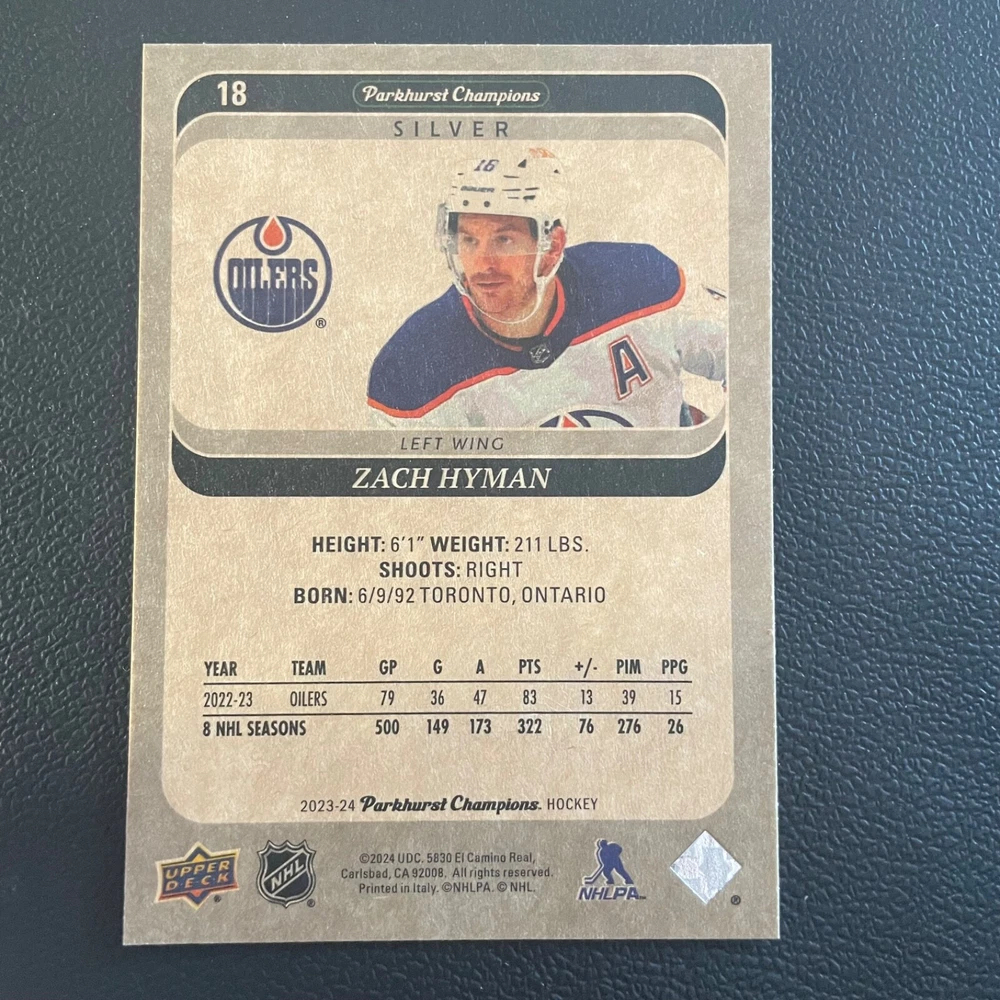 18
Parkhurst Champions
SILVER
16
BAUER
OILERS
®
A
LEFT WING
ZACH HYMAN
HEIGHT: 6'1" WEIGHT: 211 LBS.
SHOOTS: RIGHT
BORN: 6/9/92 TORONTO, ONTARIO
YEAR TEAM GP G A PTS +/- PIM PPG
2022-23 OILERS 79 36 47 83 13 39 15
8 NHL SEASONS 500 149 173 322 76 276 26
2023-24 Parkhurst Champions. HOCKEY
UPPER DECK®
NHL®
©2024 UDC. 5830 El Camino Real,
Carlsbad, CA 92008. All rights reserved.
Printed in Italy. ©NHLPA. © NHL.
NHLPA™
®